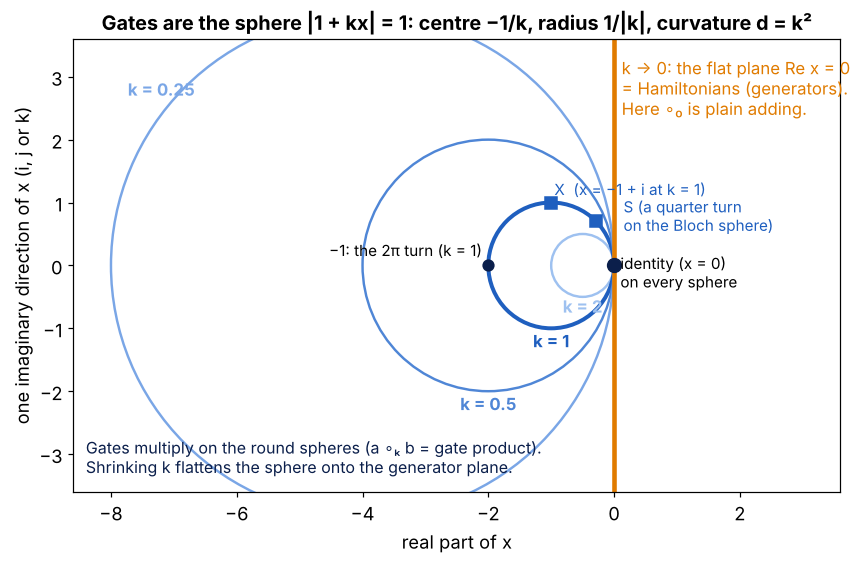 Gates are the sphere |1 + kx| = 1: centre −1/k, radius 1/|k|, curvature d = k²
k → 0: the flat plane Re x = 0
= Hamiltonians (generators).
Here ∘₀ is plain adding.
k = 0.25
X (x = −1 + i at k = 1)
S (a quarter turn
on the Bloch sphere)
−1: the 2π turn (k = 1)
identity (x = 0)
on every sphere
k = 2
k = 1
k = 0.5
Gates multiply on the round spheres (a ∘ₖ b = gate product).
Shrinking k flattens the sphere onto the generator plane.
one imaginary direction of x (i, j or k)
3
2
1
0
−1
−2
−3
−8 −6 −4 −2 0 2
real part of x